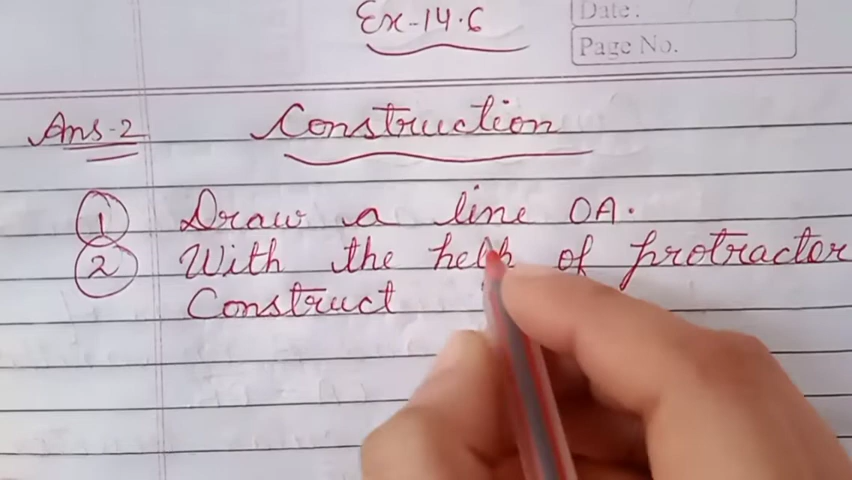 Ex-14.6
Date:
Page No.
Ans-2 Construction
1 Draw a line OA.
2 With the help of protractor
Construct